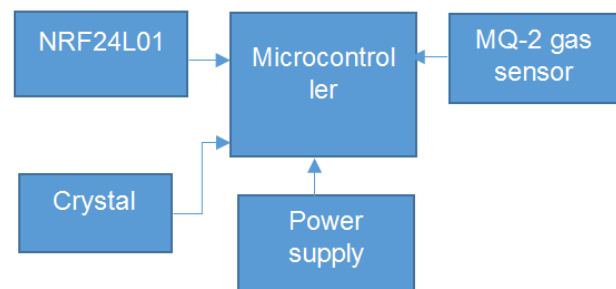 NRF24L01
Microcontrol
ler
MQ-2 gas
sensor
Crystal
Power
supply